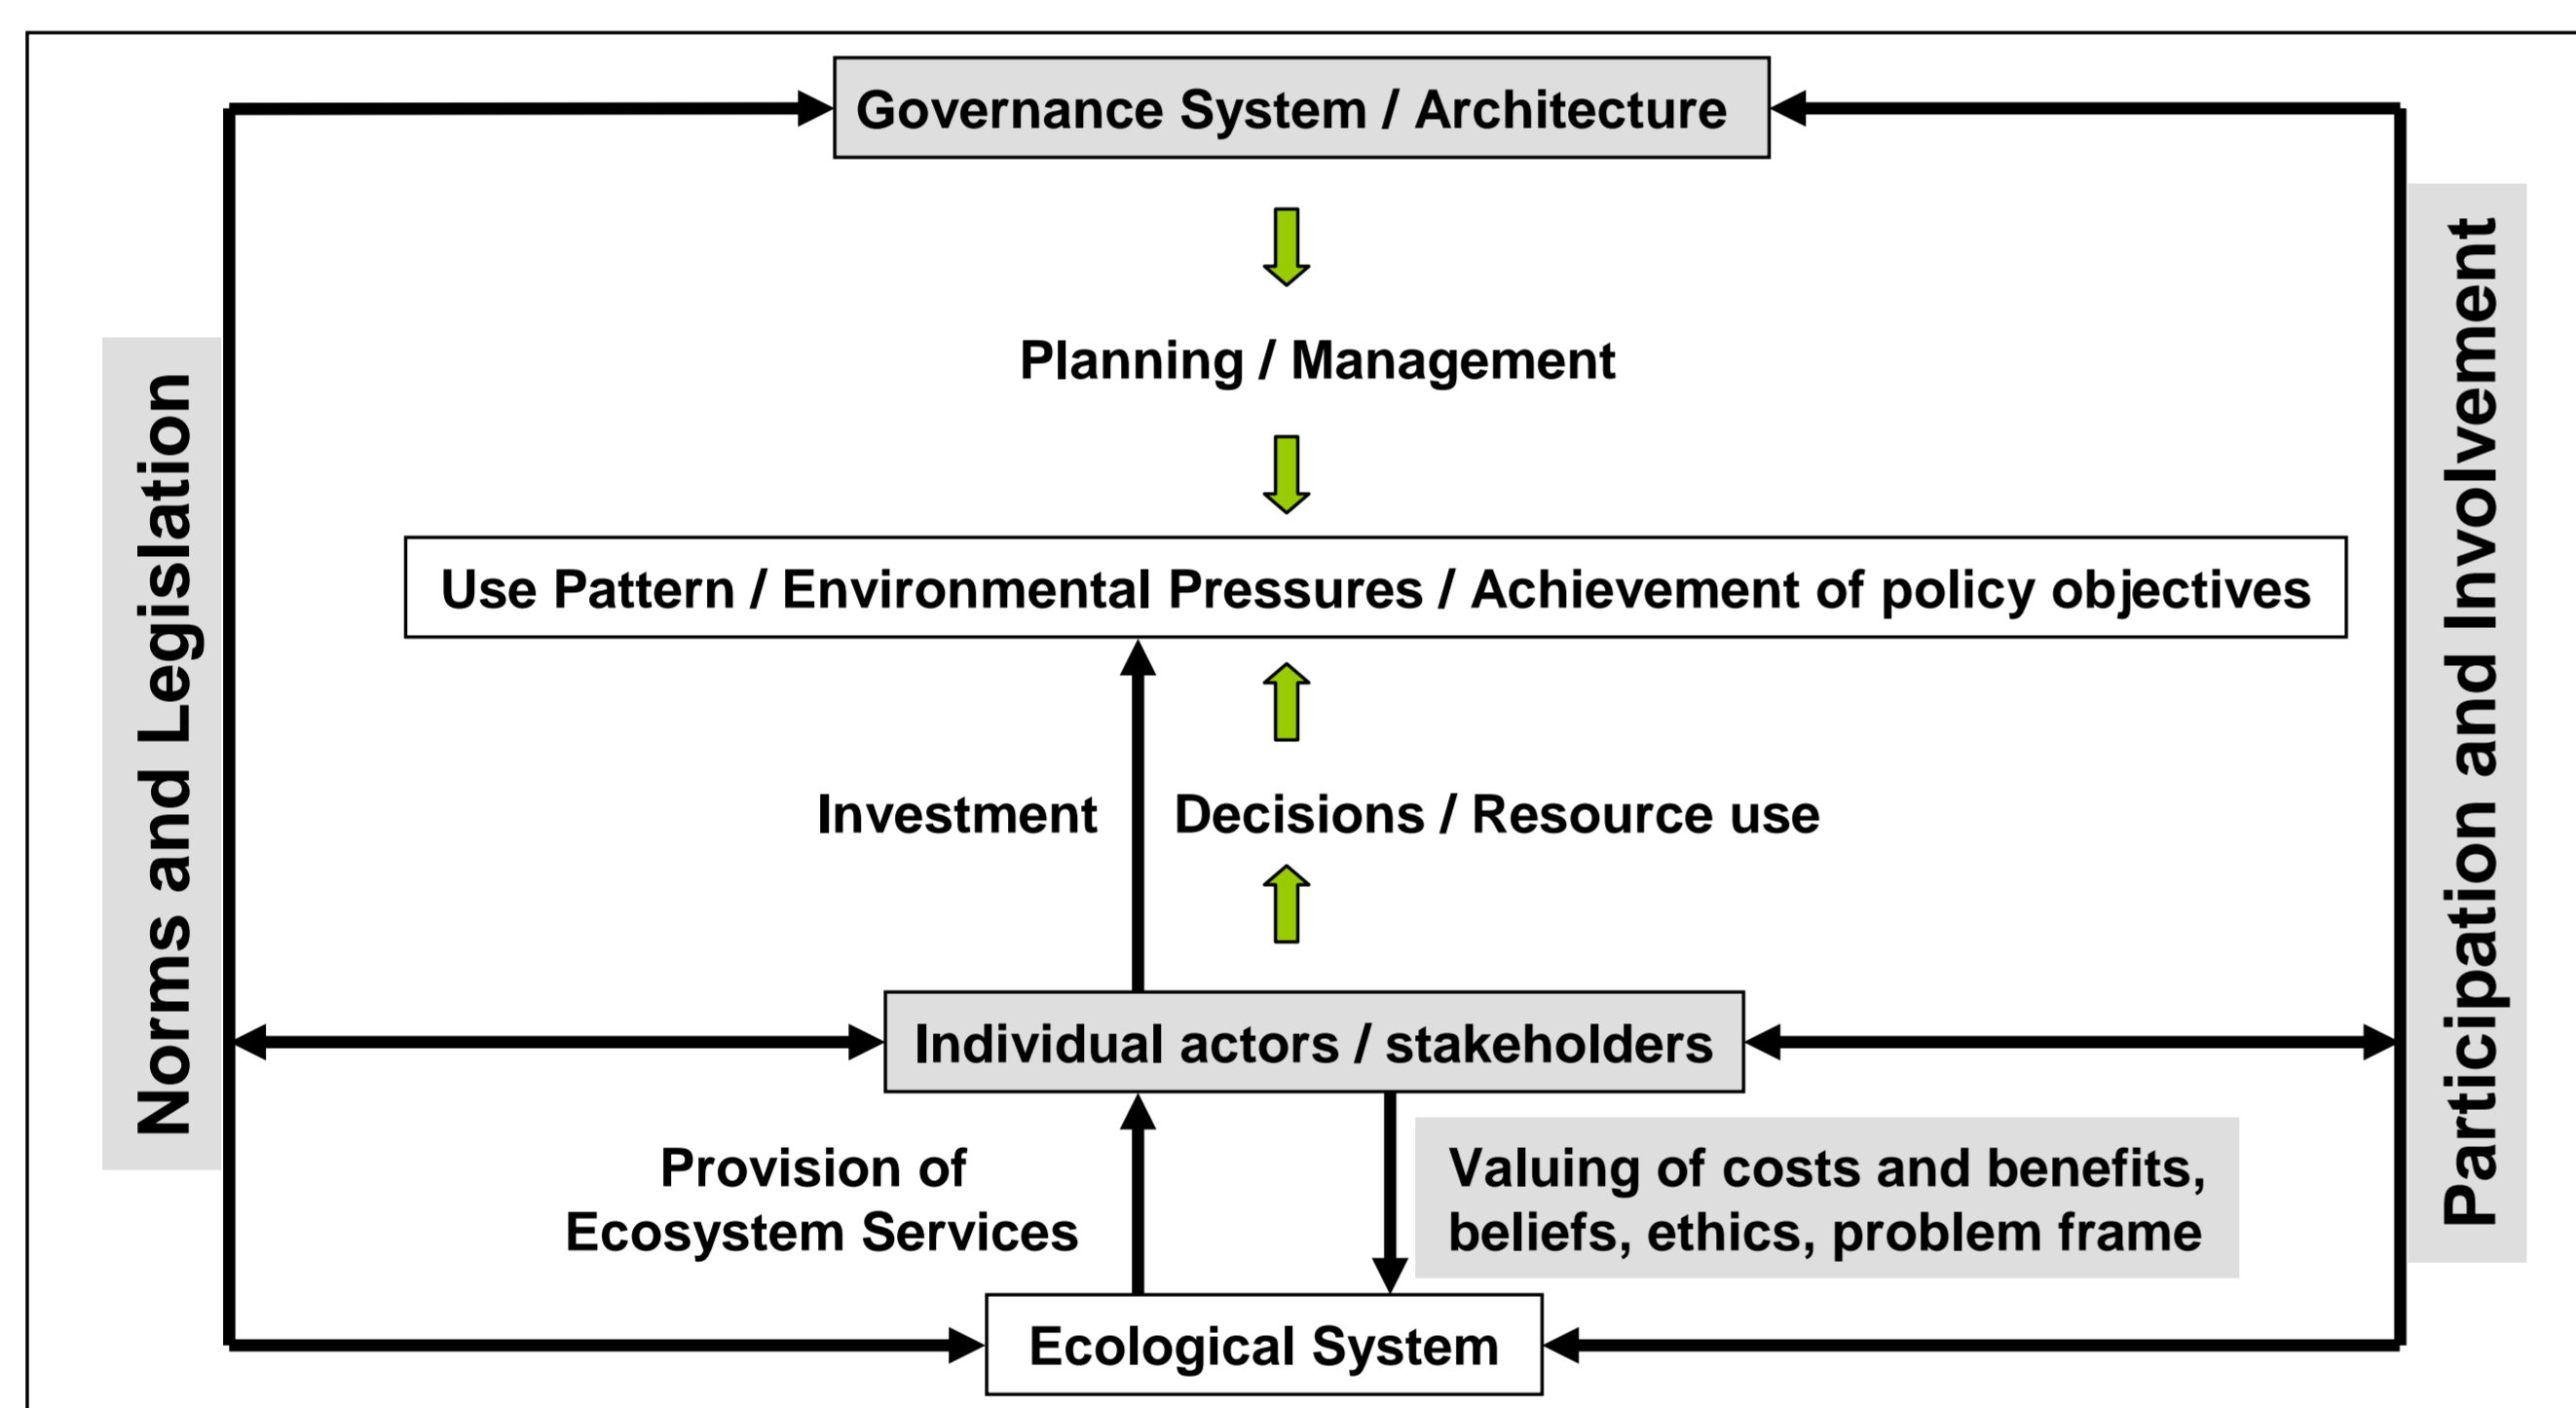 Governance System / Architecture
Planning / Management
Use Pattern / Environmental Pressures / Achievement of policy objectives
Investment
Decisions / Resource use
Individual actors / stakeholders
Provision of
Ecosystem Services
Valuing of costs and benefits,
beliefs, ethics, problem frame
Ecological System
Norms and Legislation
Participation and Involvement